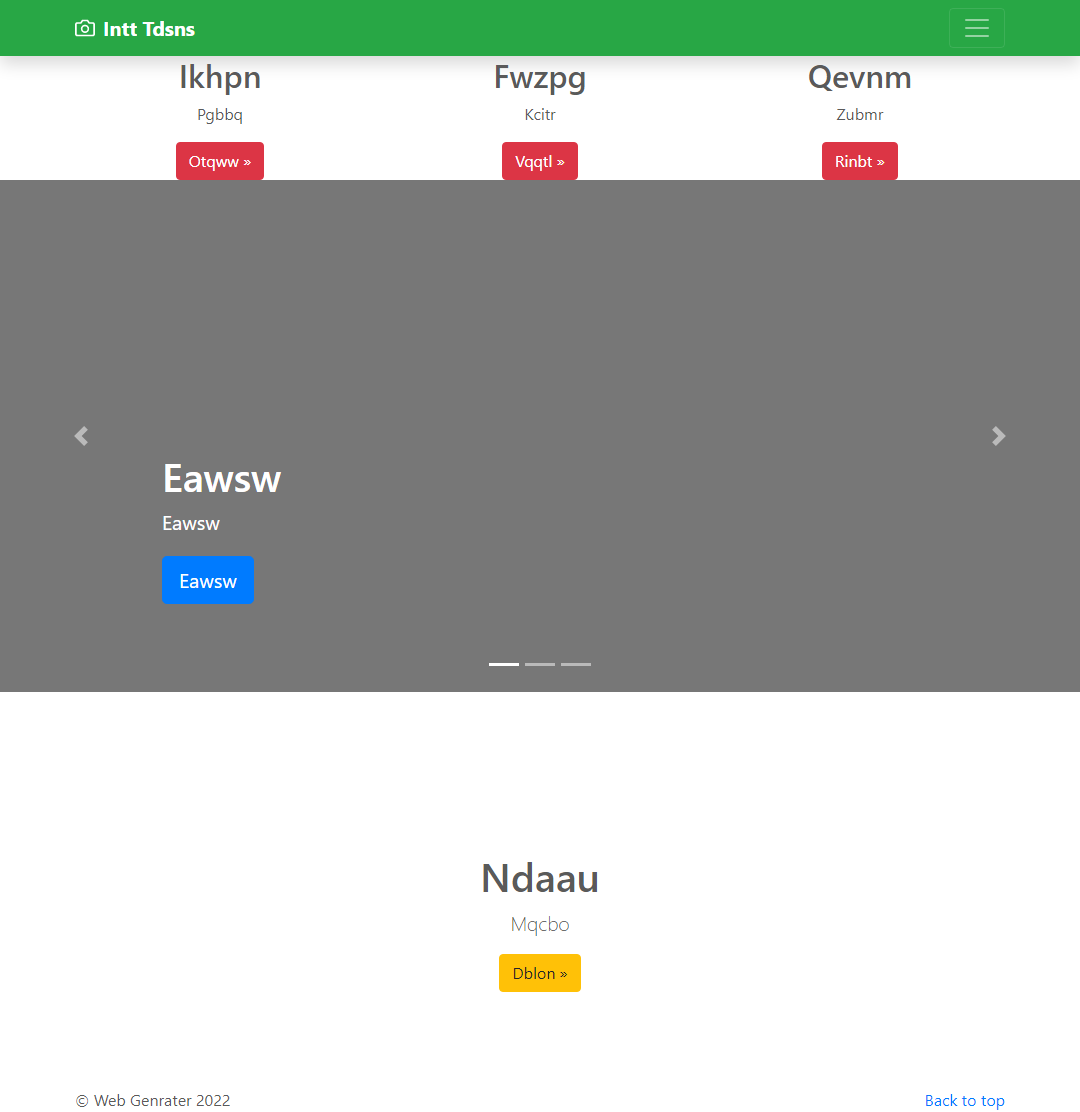 Intt Tdsns
Ikhpn Fwzpg Qevnm
Pgbbq Kcitr Zubmr
Otqww » Vqqtl » Rinbt »
Eawsw
Eawsw
Eawsw
Ndaau
Mqcbo
Dblon »
© Web Genrater 2022 Back to top